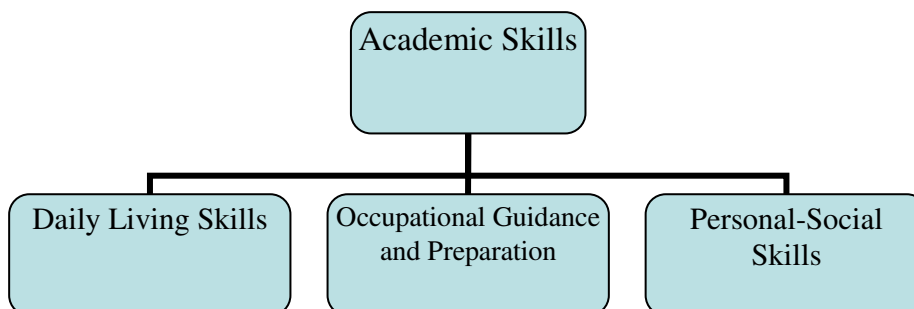 Academic Skills
Daily Living Skills
Occupational Guidance
and Preparation
Personal-Social
Skills